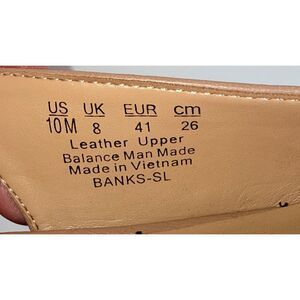 US UK EUR cm
10M 8 41 26
Leather Upper
Balance Man Made
Made in Vietnam
BANKS-SL